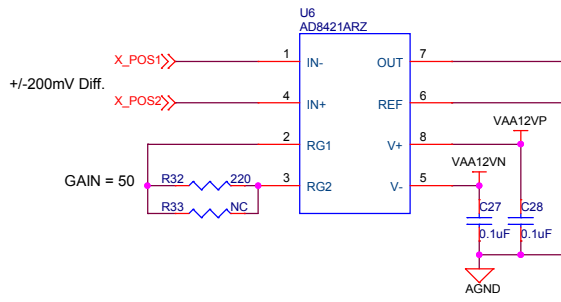 U6
AD8421ARZ
X_POS1
1
IN-
OUT
7
+/-200mV Diff.
X_POS2
4
IN+
REF
6
2
RG1
V+
8
VAA12VP
GAIN = 50
R32
220
3
RG2
V-
5
VAA12VN
R33
NC
C27
0.1uF
C28
0.1uF
AGND